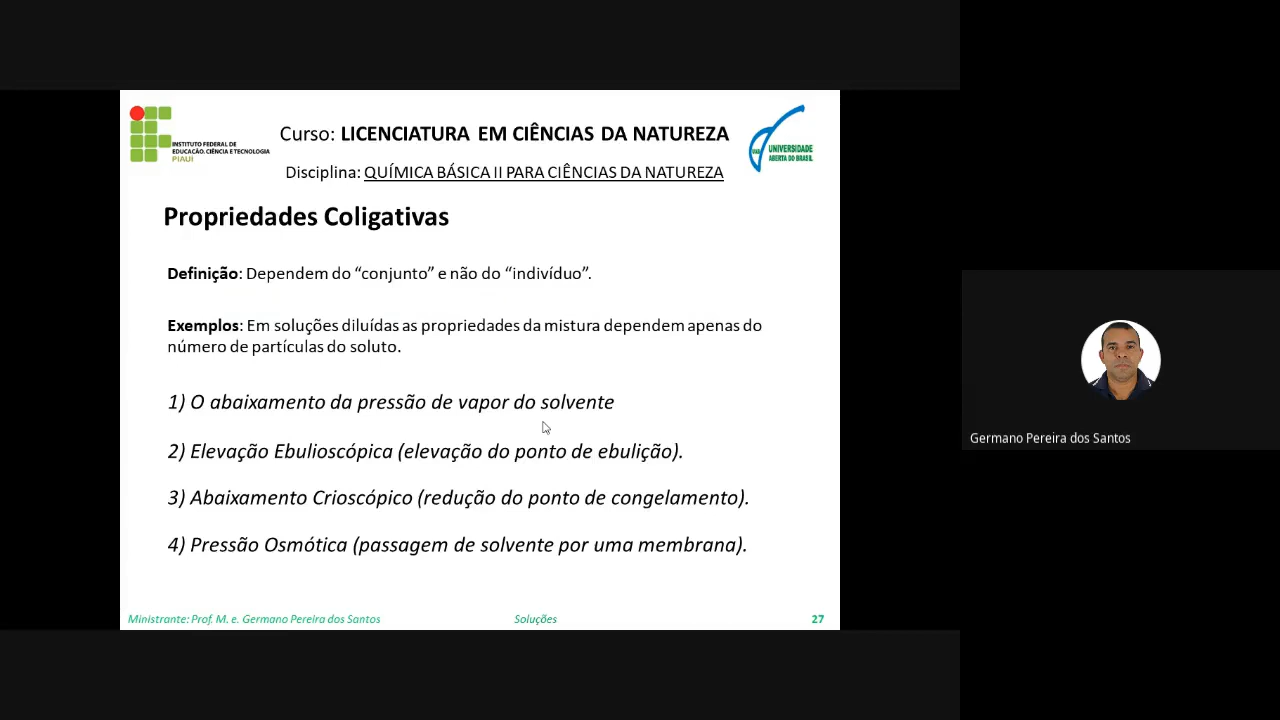 INSTITUTO FEDERAL DE
EDUCAÇÃO, CIÊNCIA E TECNOLOGIA
PIAUÍ
Curso: LICENCIATURA EM CIÊNCIAS DA NATUREZA
UAB UNIVERSIDADE
ABERTA DO BRASIL
Disciplina: QUÍMICA BÁSICA II PARA CIÊNCIAS DA NATUREZA
Propriedades Coligativas
Definição: Dependem do “conjunto” e não do “indivíduo”.
Exemplos: Em soluções diluídas as propriedades da mistura dependem apenas do
número de partículas do soluto.
1) O abaixamento da pressão de vapor do solvente
2) Elevação Ebulioscópica (elevação do ponto de ebulição).
3) Abaixamento Crioscópico (redução do ponto de congelamento).
4) Pressão Osmótica (passagem de solvente por uma membrana).
Ministrante: Prof. M. e. Germano Pereira dos Santos
Soluções
27
Germano Pereira dos Santos